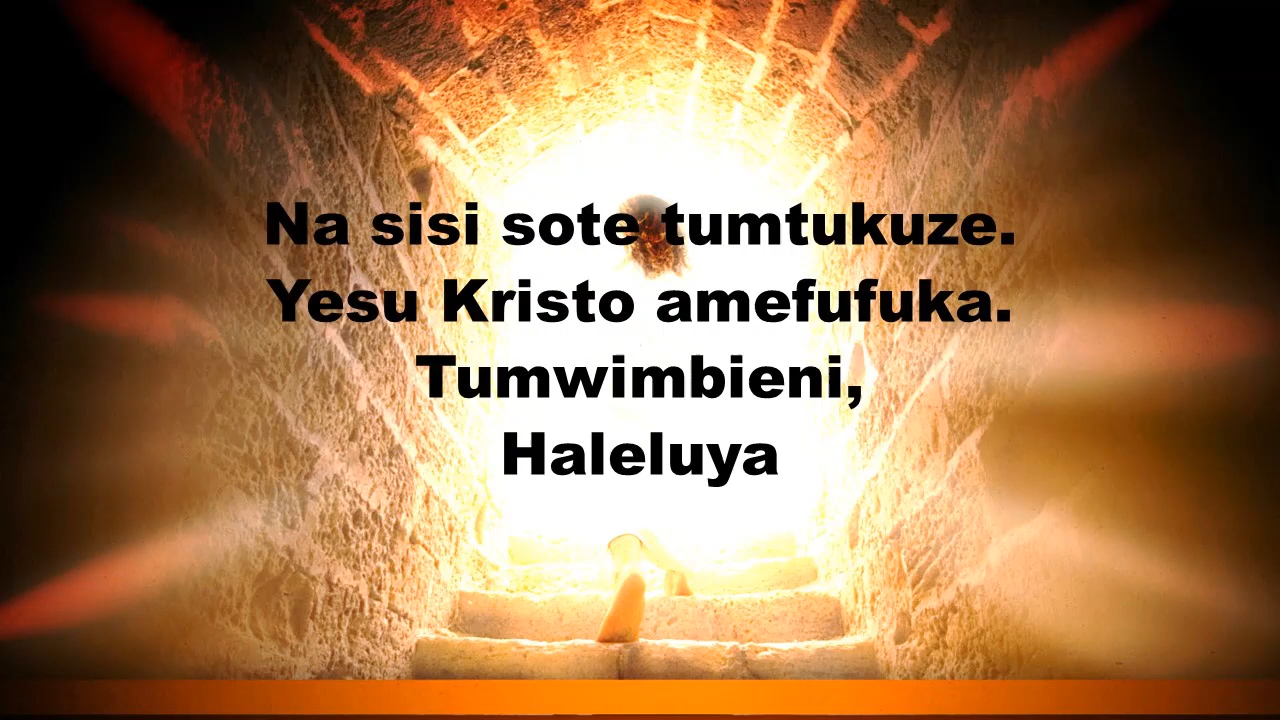 Na sisi sote tumtukuze.
Yesu Kristo amefufuka.
Tumwimbieni,
Haleluya